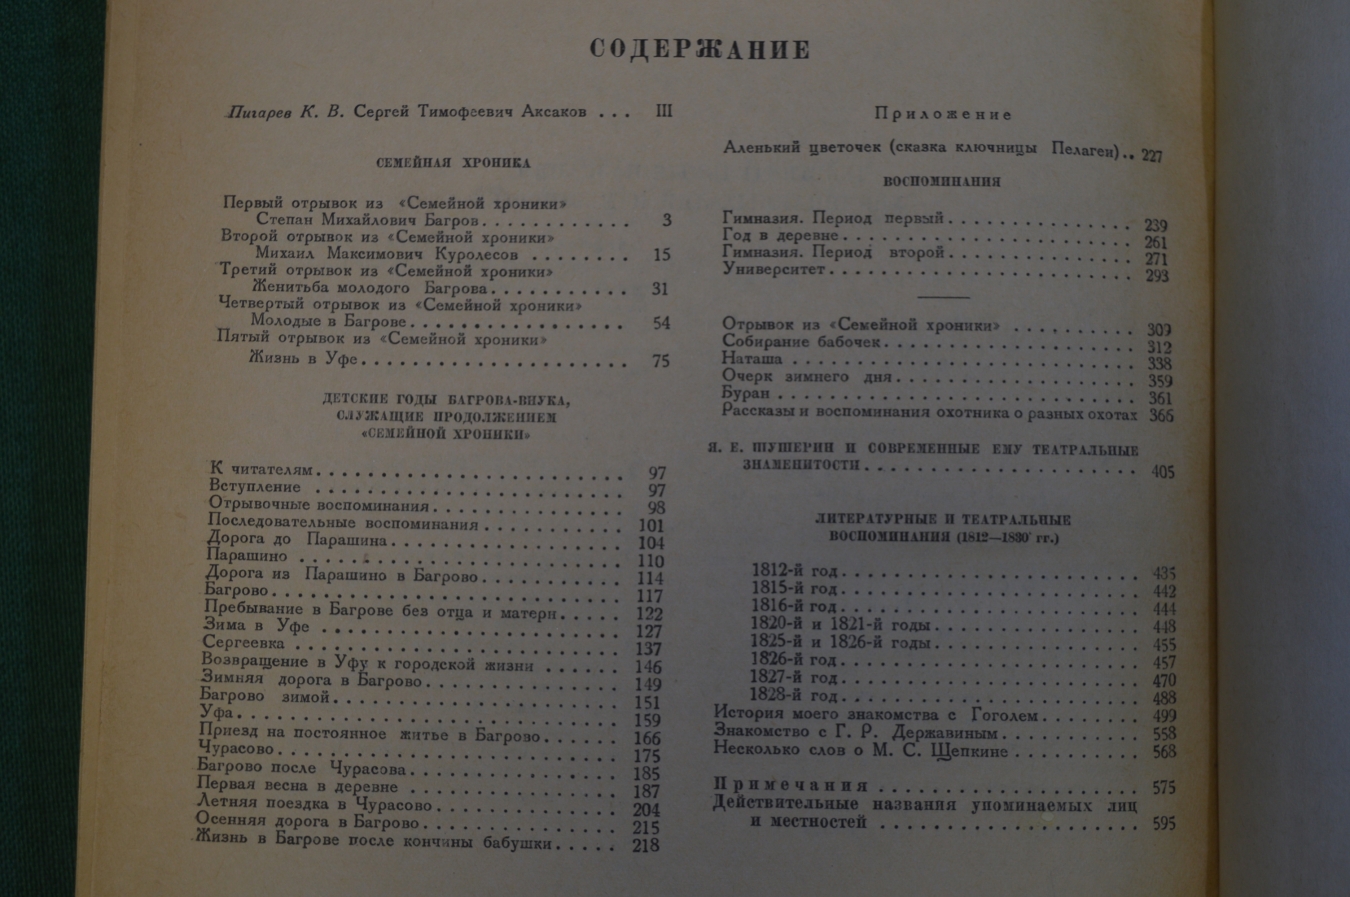 СОДЕРЖАНИЕ
Пигарев К. В. Сергей Тимофеевич Аксаков . . . III
СЕМЕЙНАЯ ХРОНИКА
Первый отрывок из «Семейной хроники»
Степан Михайлович Багров . . . . . . . . . . . . 3
Второй отрывок из «Семейной хроники»
Михаил Максимович Куролесов . . . . . . . . 15
Третий отрывок из «Семейной хроники»
Женитьба молодого Багрова . . . . . . . . . . . 31
Четвертый отрывок из «Семейной хроники»
Молодые в Багрове . . . . . . . . . . . . . . . . . 54
Пятый отрывок из «Семейной хроники»
Жизнь в Уфе . . . . . . . . . . . . . . . . . . . . . 75
ДЕТСКИЕ ГОДЫ БАГРОВА-ВНУКА,
СЛУЖАЩИЕ ПРОДОЛЖЕНИЕМ
«СЕМЕЙНОЙ ХРОНИКИ»
К читателям . . . . . . . . . . . . . . . . . . . . . . . . 97
Вступление . . . . . . . . . . . . . . . . . . . . . . . . 97
Отрывочные воспоминания . . . . . . . . . . . . . . . 98
Последовательные воспоминания . . . . . . . . . . . 101
Дорога до Парашина . . . . . . . . . . . . . . . . . . 104
Парашино . . . . . . . . . . . . . . . . . . . . . . . . . 110
Дорога из Парашино в Багрово . . . . . . . . . . . 114
Багрово . . . . . . . . . . . . . . . . . . . . . . . . . . . 117
Пребывание в Багрове без отца и матери . . . . . 122
Зима в Уфе . . . . . . . . . . . . . . . . . . . . . . . 127
Сергеевка . . . . . . . . . . . . . . . . . . . . . . . . . 137
Возвращение в Уфу к городской жизни . . . . . . 146
Зимняя дорога в Багрово . . . . . . . . . . . . . . . 149
Багрово зимой . . . . . . . . . . . . . . . . . . . . . . 151
Уфа . . . . . . . . . . . . . . . . . . . . . . . . . . . . . 159
Приезд на постоянное житье в Багрово . . . . . . 166
Чурасово . . . . . . . . . . . . . . . . . . . . . . . . . . 175
Багрово после Чурасова . . . . . . . . . . . . . . . . 185
Первая весна в деревне . . . . . . . . . . . . . . . . 187
Летняя поездка в Чурасово . . . . . . . . . . . . . . 204
Осенняя дорога в Багрово . . . . . . . . . . . . . . . 215
Жизнь в Багрове после кончины бабушки . . . . . 218
Приложение
Аленький цветочек (сказка ключницы Пелагеи) . . 227
ВОСПОМИНАНИЯ
Гимназия. Период первый . . . . . . . . . . . . . . 239
Год в деревне . . . . . . . . . . . . . . . . . . . . . . 261
Гимназия. Период второй . . . . . . . . . . . . . . 271
Университет . . . . . . . . . . . . . . . . . . . . . . . 293
Отрывок из «Семейной хроники» . . . . . . . . . . 309
Собирание бабочек . . . . . . . . . . . . . . . . . . . 312
Наташа . . . . . . . . . . . . . . . . . . . . . . . . . . 338
Очерк зимнего дня . . . . . . . . . . . . . . . . . . 359
Буран . . . . . . . . . . . . . . . . . . . . . . . . . . . 361
Рассказы и воспоминания охотника о разных охотах 366
Я. Е. ШУШЕРИН И СОВРЕМЕННЫЕ ЕМУ ТЕАТРАЛЬНЫЕ
ЗНАМЕНИТОСТИ . . . . . . . . . . . . . . . . . . . . . 405
ЛИТЕРАТУРНЫЕ И ТЕАТРАЛЬНЫЕ
ВОСПОМИНАНИЯ (1812—1830 гг.)
1812-й год . . . . . . . . . . . . . . . . . . . . . . . 435
1815-й год . . . . . . . . . . . . . . . . . . . . . . . 442
1816-й год . . . . . . . . . . . . . . . . . . . . . . . 444
1820-й и 1821-й годы . . . . . . . . . . . . . . . . 448
1825-й и 1826-й годы . . . . . . . . . . . . . . . . 455
1826-й год . . . . . . . . . . . . . . . . . . . . . . . 457
1827-й год . . . . . . . . . . . . . . . . . . . . . . . 470
1828-й год . . . . . . . . . . . . . . . . . . . . . . . 488
История моего знакомства с Гоголем . . . . . . . . 499
Знакомство с Г. Р. Державиным . . . . . . . . . . . 558
Несколько слов о М. С. Щепкине . . . . . . . . . . 568
Примечания . . . . . . . . . . . . . . . . . . . . 575
Действительные названия упоминаемых лиц
и местностей . . . . . . . . . . . . . . . . . . . . 595